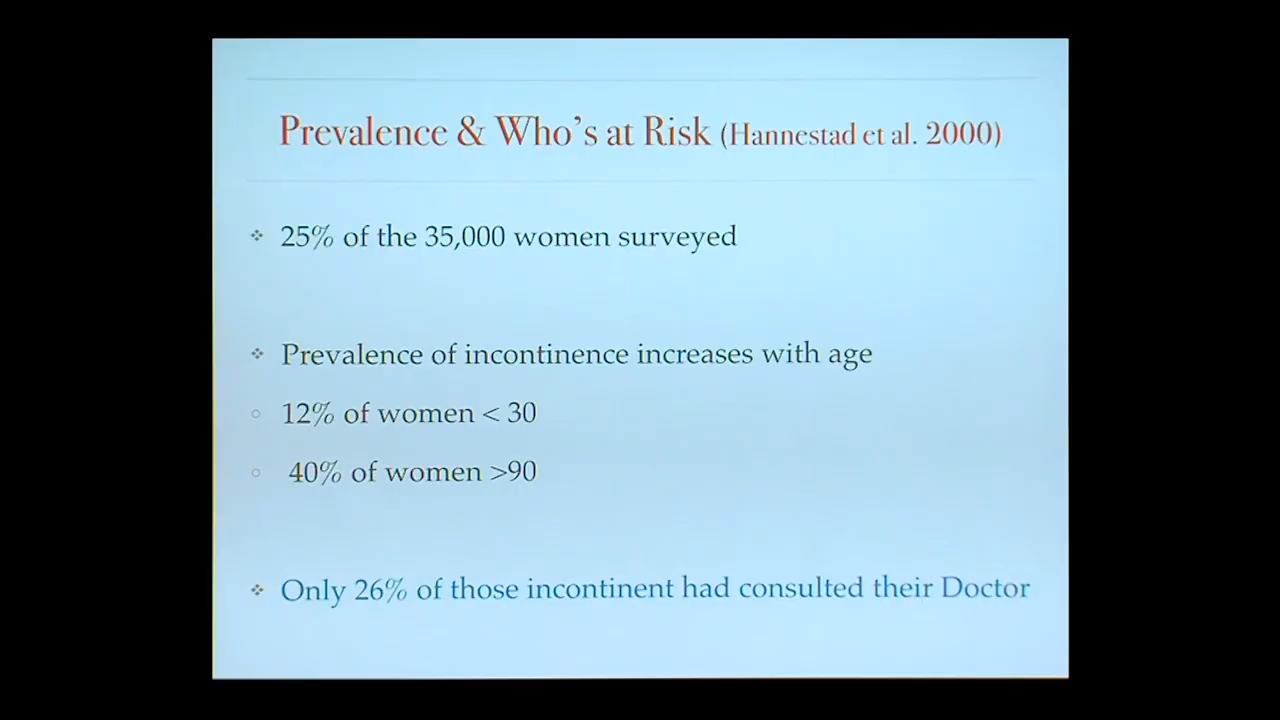 Prevalence & Who's at Risk (Hannestad et al. 2000)
25% of the 35,000 women surveyed
Prevalence of incontinence increases with age
12% of women < 30
40% of women >90
Only 26% of those incontinent had consulted their Doctor